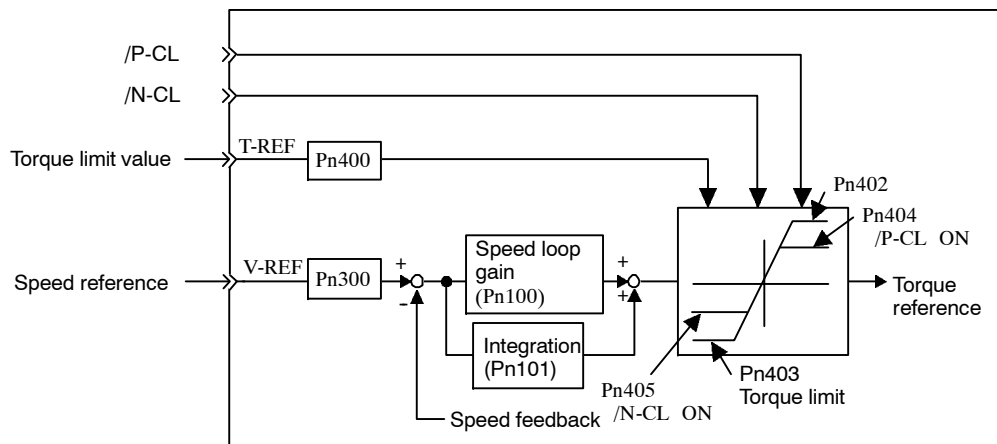 /P-CL
/N-CL
Torque limit value
T-REF
Pn400
Pn402
Pn404
/P-CL ON
Speed reference
V-REF
Pn300
+
-
Speed loop
gain
(Pn100)
+
+
Torque
reference
Integration
(Pn101)
Pn403
Torque limit
Pn405
/N-CL ON
Speed feedback